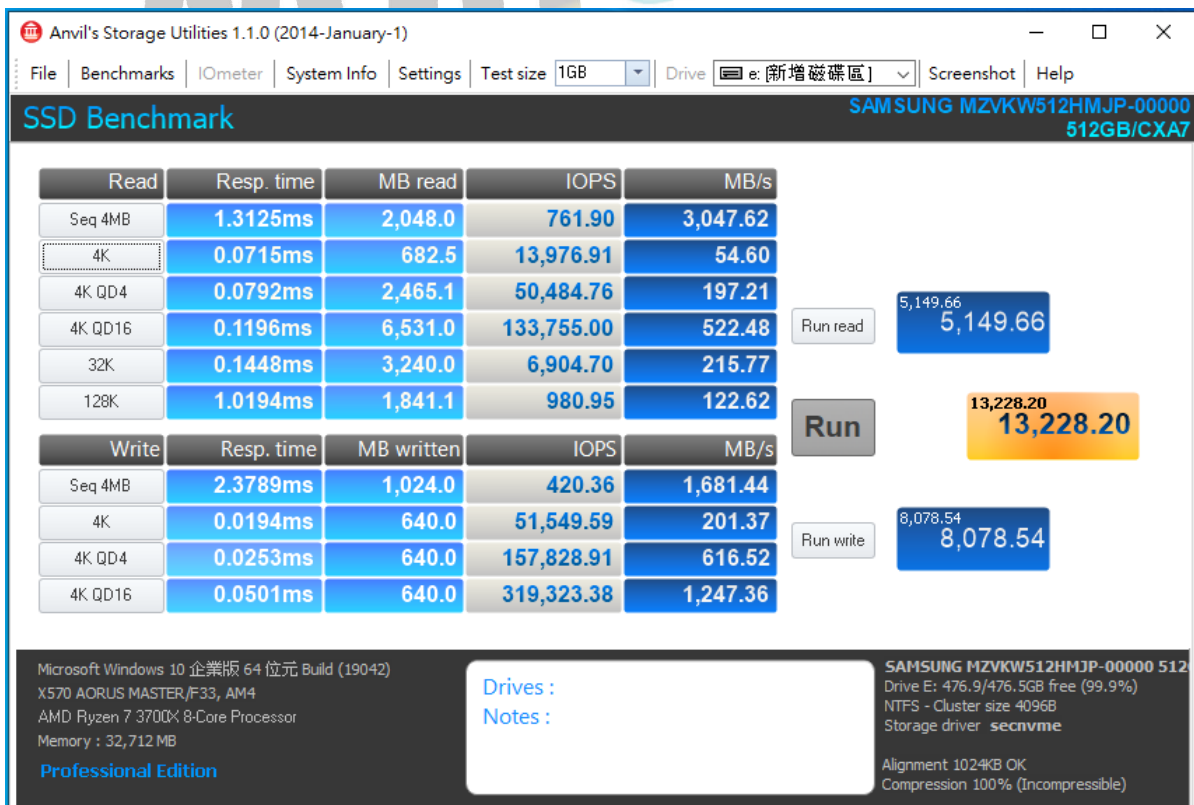 Anvil's Storage Utilities 1.1.0 (2014-January-1)
File Benchmarks IOmeter System Info Settings Test size 1GB Drive e: [新增磁碟區] Screenshot Help
SSD Benchmark
SAMSUNG MZVKW512HMJP-00000
512GB/CXA7
Read Resp. time MB read IOPS MB/s
Seq 4MB 1.3125ms 2,048.0 761.90 3,047.62
4K 0.0715ms 682.5 13,976.91 54.60
4K QD4 0.0792ms 2,465.1 50,484.76 197.21
4K QD16 0.1196ms 6,531.0 133,755.00 522.48
32K 0.1448ms 3,240.0 6,904.70 215.77
128K 1.0194ms 1,841.1 980.95 122.62
Run read
5,149.66
5,149.66
Run
13,228.20
13,228.20
Write Resp. time MB written IOPS MB/s
Seq 4MB 2.3789ms 1,024.0 420.36 1,681.44
4K 0.0194ms 640.0 51,549.59 201.37
4K QD4 0.0253ms 640.0 157,828.91 616.52
4K QD16 0.0501ms 640.0 319,323.38 1,247.36
Run write
8,078.54
8,078.54
Microsoft Windows 10 企業版 64 位元 Build (19042)
X570 AORUS MASTER/F33, AM4
AMD Ryzen 7 3700X 8-Core Processor
Memory : 32,712 MB
Professional Edition
Drives :
Notes :
SAMSUNG MZVKW512HMJP-00000 512
Drive E: 476.9/476.5GB free (99.9%)
NTFS - Cluster size 4096B
Storage driver secnvme
Alignment 1024KB OK
Compression 100% (Incompressible)